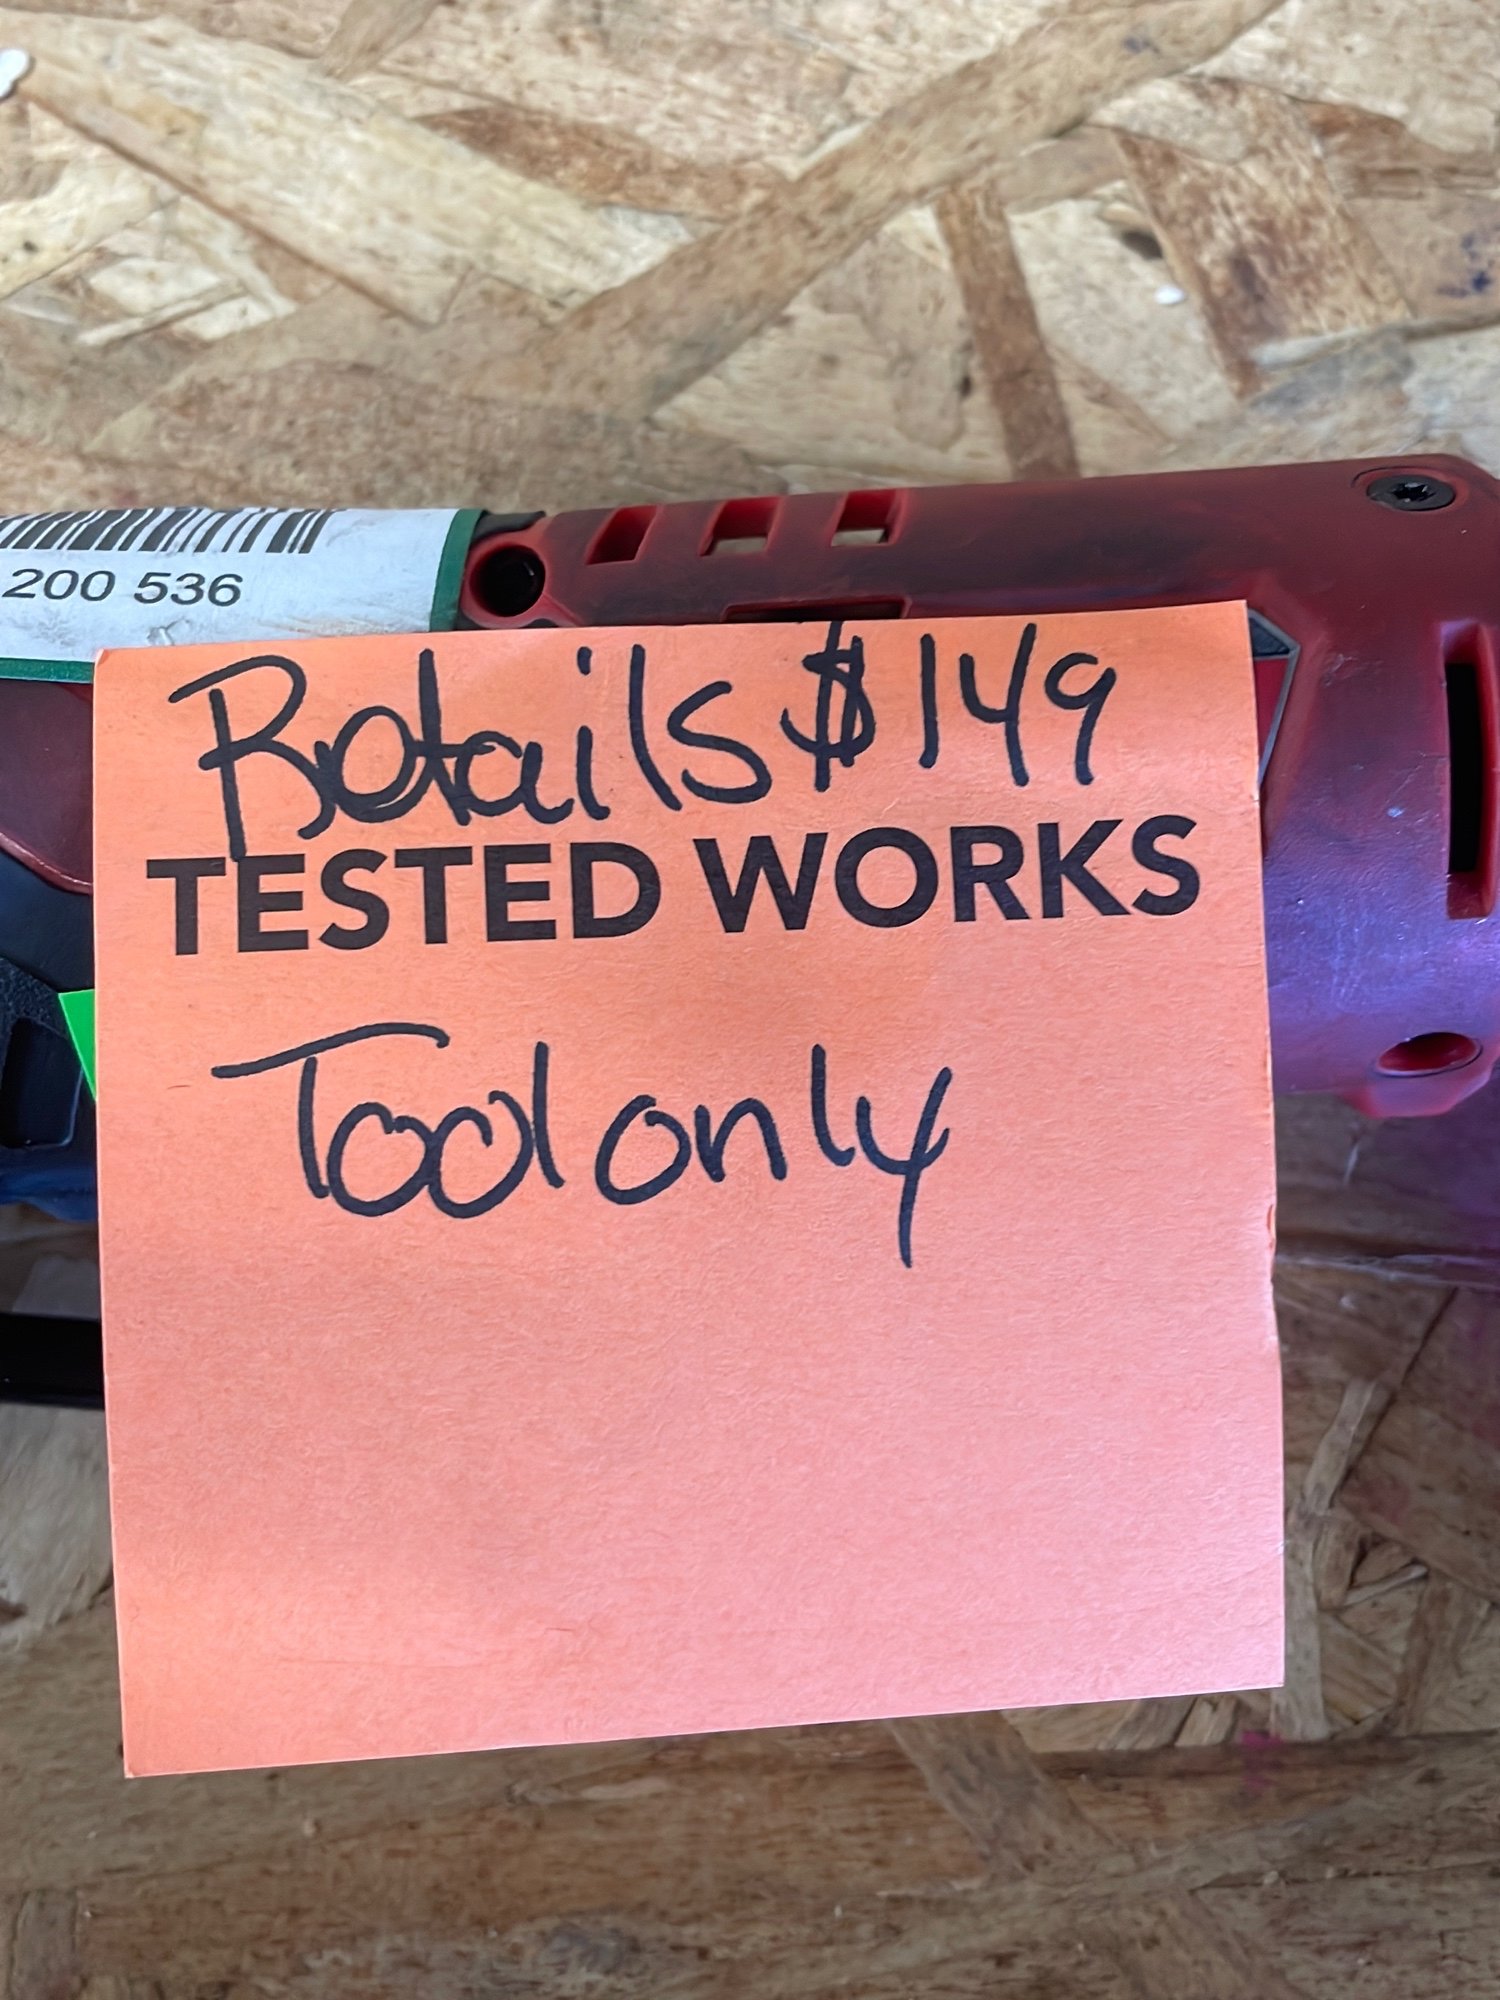 200 536
Retails $149
TESTED WORKS
Tool only